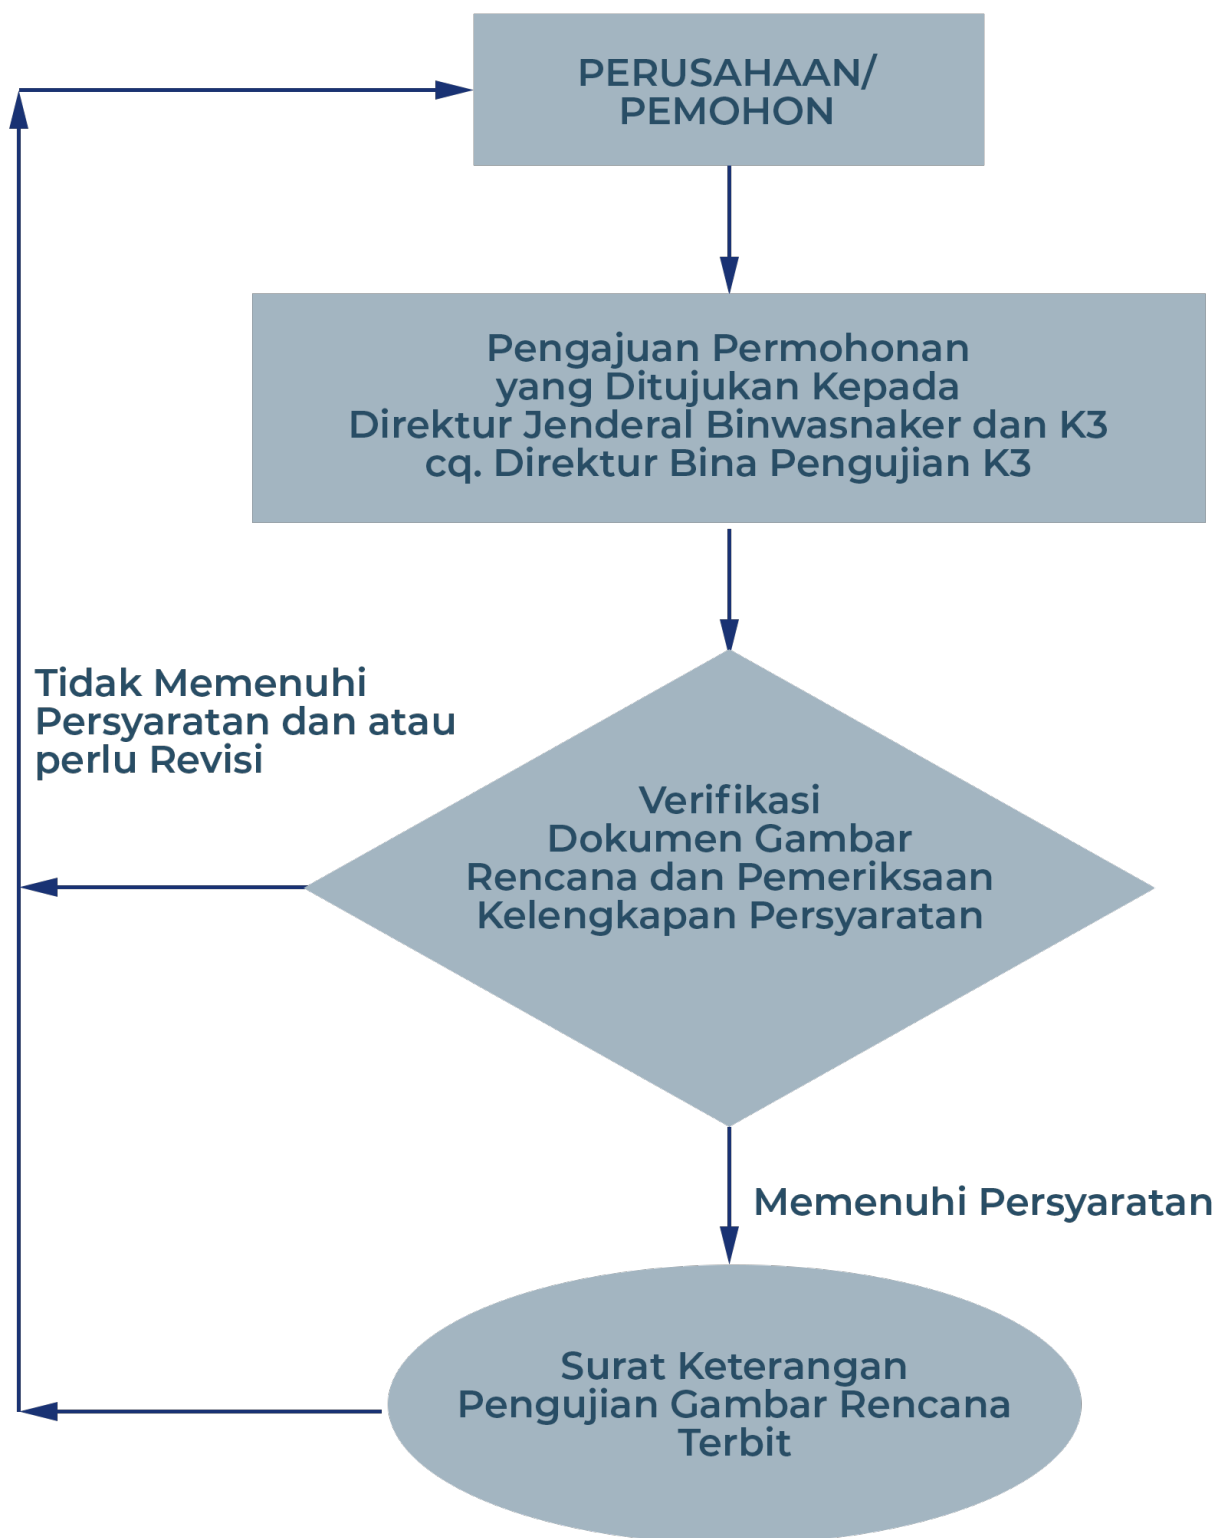 PERUSAHAAN/
PEMOHON
Pengajuan Permohonan
yang Ditujukan Kepada
Direktur Jenderal Binwasnaker dan K3
cq. Direktur Bina Pengujian K3
Tidak Memenuhi
Persyaratan dan atau
perlu Revisi
Verifikasi
Dokumen Gambar
Rencana dan Pemeriksaan
Kelengkapan Persyaratan
Memenuhi Persyaratan
Surat Keterangan
Pengujian Gambar Rencana
Terbit